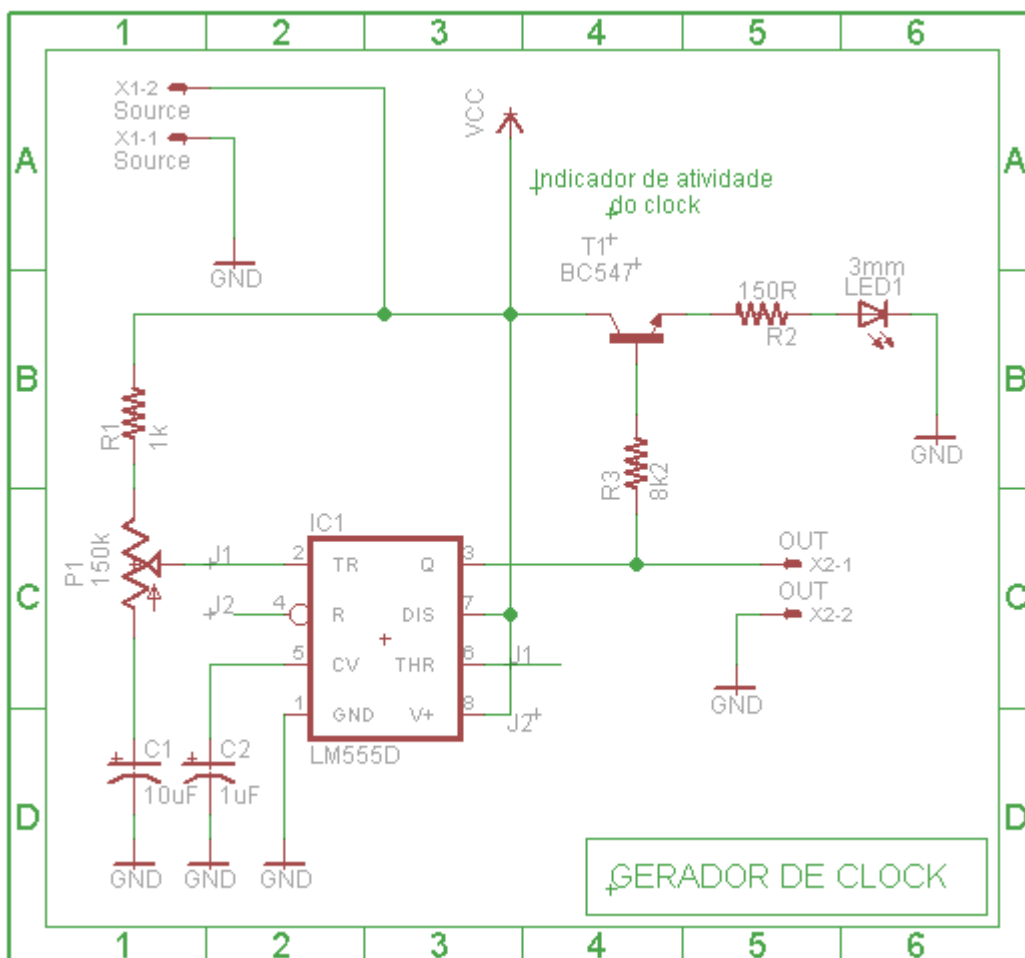 1 2 3 4 5 6
X1-2
Source
X1-1
Source
VCC
A A
Indicador de atividade
do clock
T1
BC547
GND
3mm
LED1
150R
R2
B B
R1
1k
R3
8k2
GND
IC1
P1
150k
J1
2
TR
Q
3
OUT
X2-1
C C
J2
4
R
DIS
7
OUT
X2-2
5
CV
THR
6
J1
GND
1
GND
V+
8
J2
LM555D
C1
10uF
C2
1uF
D D
GND
GND
GND
GERADOR DE CLOCK
1 2 3 4 5 6